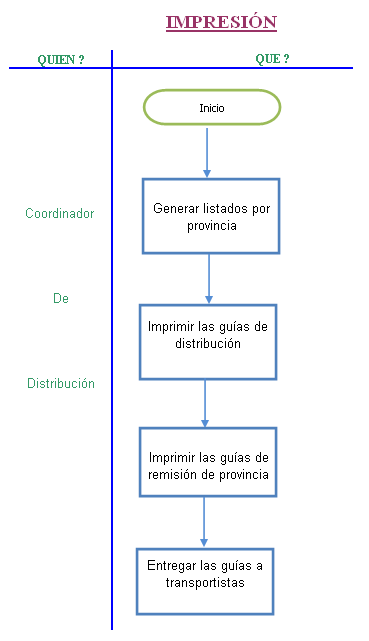 IMPRESIÓN
QUIEN ?
QUE ?
Inicio
Coordinador
Generar listados por
provincia
De
Imprimir las guías de
distribución
Distribución
Imprimir las guías de
remisión de provincia
Entregar las guías a
transportistas